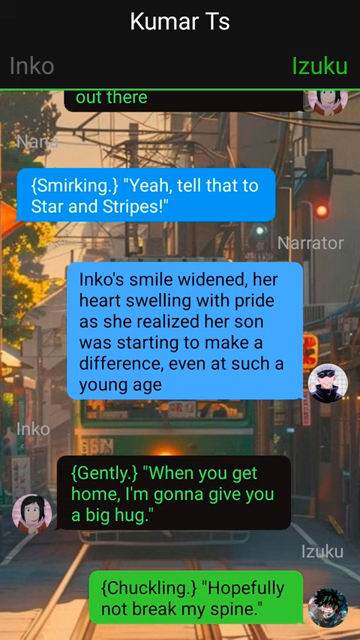 Kumar Ts
Inko
Izuku
out there
Nana
{Smirking.} "Yeah, tell that to
Star and Stripes!"
Narrator
Inko's smile widened, her
heart swelling with pride
as she realized her son
was starting to make a
difference, even at such a
young age
Inko
{Gently.} "When you get
home, I'm gonna give you
a big hug."
Izuku
{Chuckling.} "Hopefully
not break my spine."